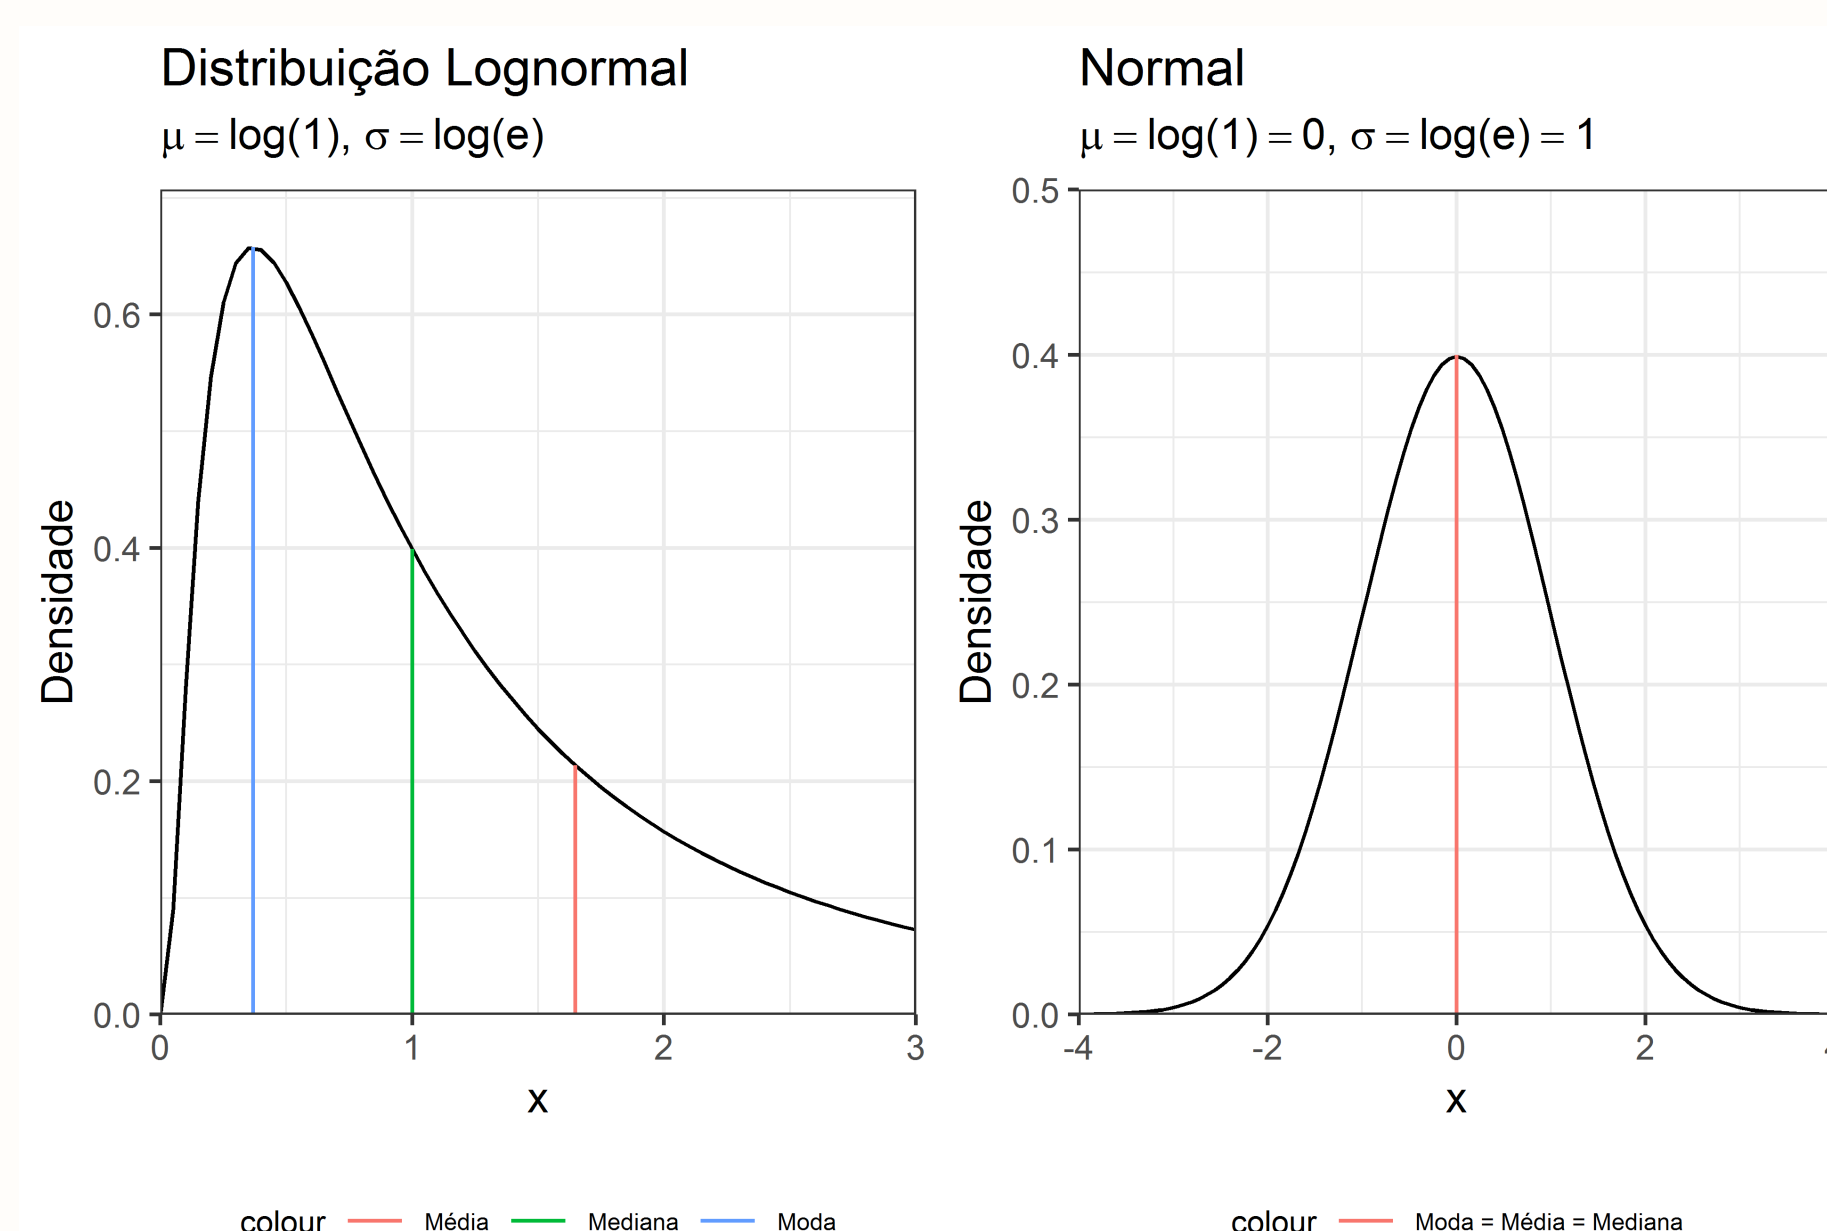 Distribuição Lognormal
μ = log(1), σ = log(e)
Densidade
0.6
0.4
0.2
0.0
0 1 2 3
x
colour Média Mediana Moda
Normal
μ = log(1) = 0, σ = log(e) = 1
Densidade
0.5
0.4
0.3
0.2
0.1
0.0
-4 -2 0 2
x
colour Moda = Média = Mediana